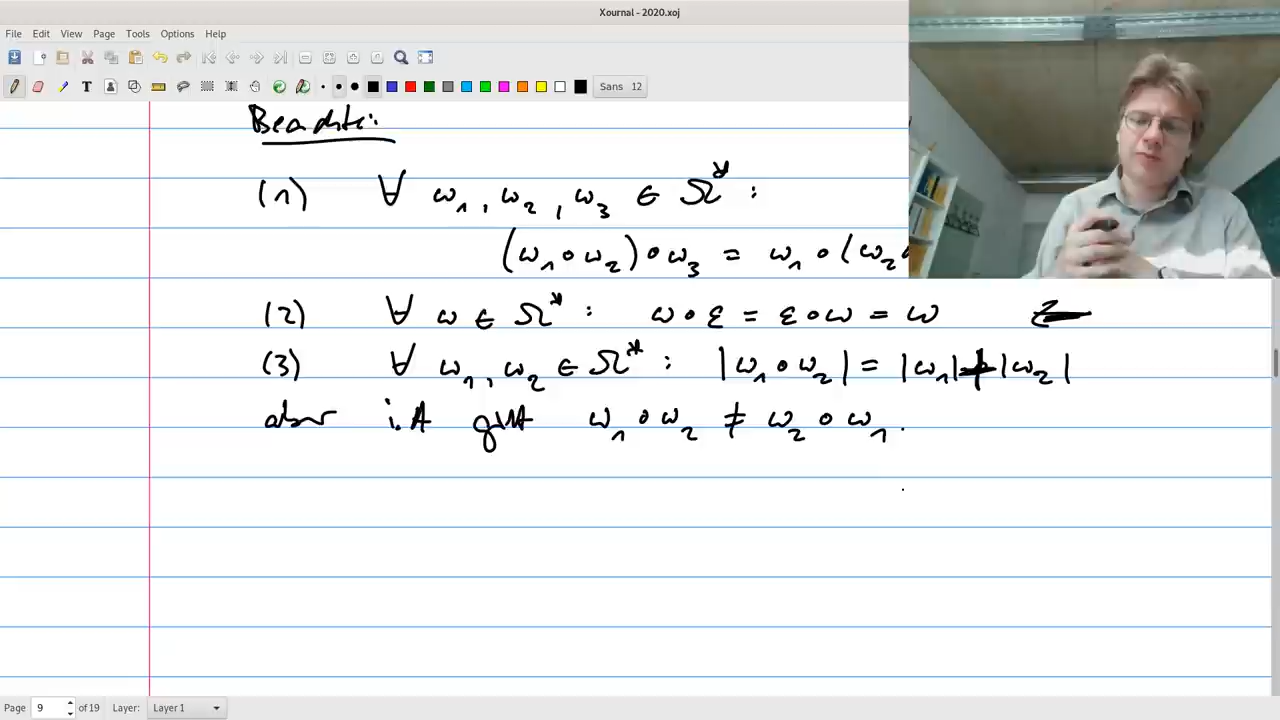 Xournal - 2020.xoj
File Edit View Page Tools Options Help
Sans 12
Beachte:
(1) ∀ ω₁, ω₂, ω₃ ∈ Ω* :
(ω₁ ∘ ω₂) ∘ ω₃ = ω₁ ∘ (ω₂
(2) ∀ ω ∈ Ω* : ω ∘ ε = ε ∘ ω = ω
(3) ∀ ω₁, ω₂ ∈ Ω* : |ω₁ ∘ ω₂| = |ω₁| + |ω₂|
aber i.A gilt ω₁ ∘ ω₂ ≠ ω₂ ∘ ω₁.
Page 9 of 19 Layer: Layer 1